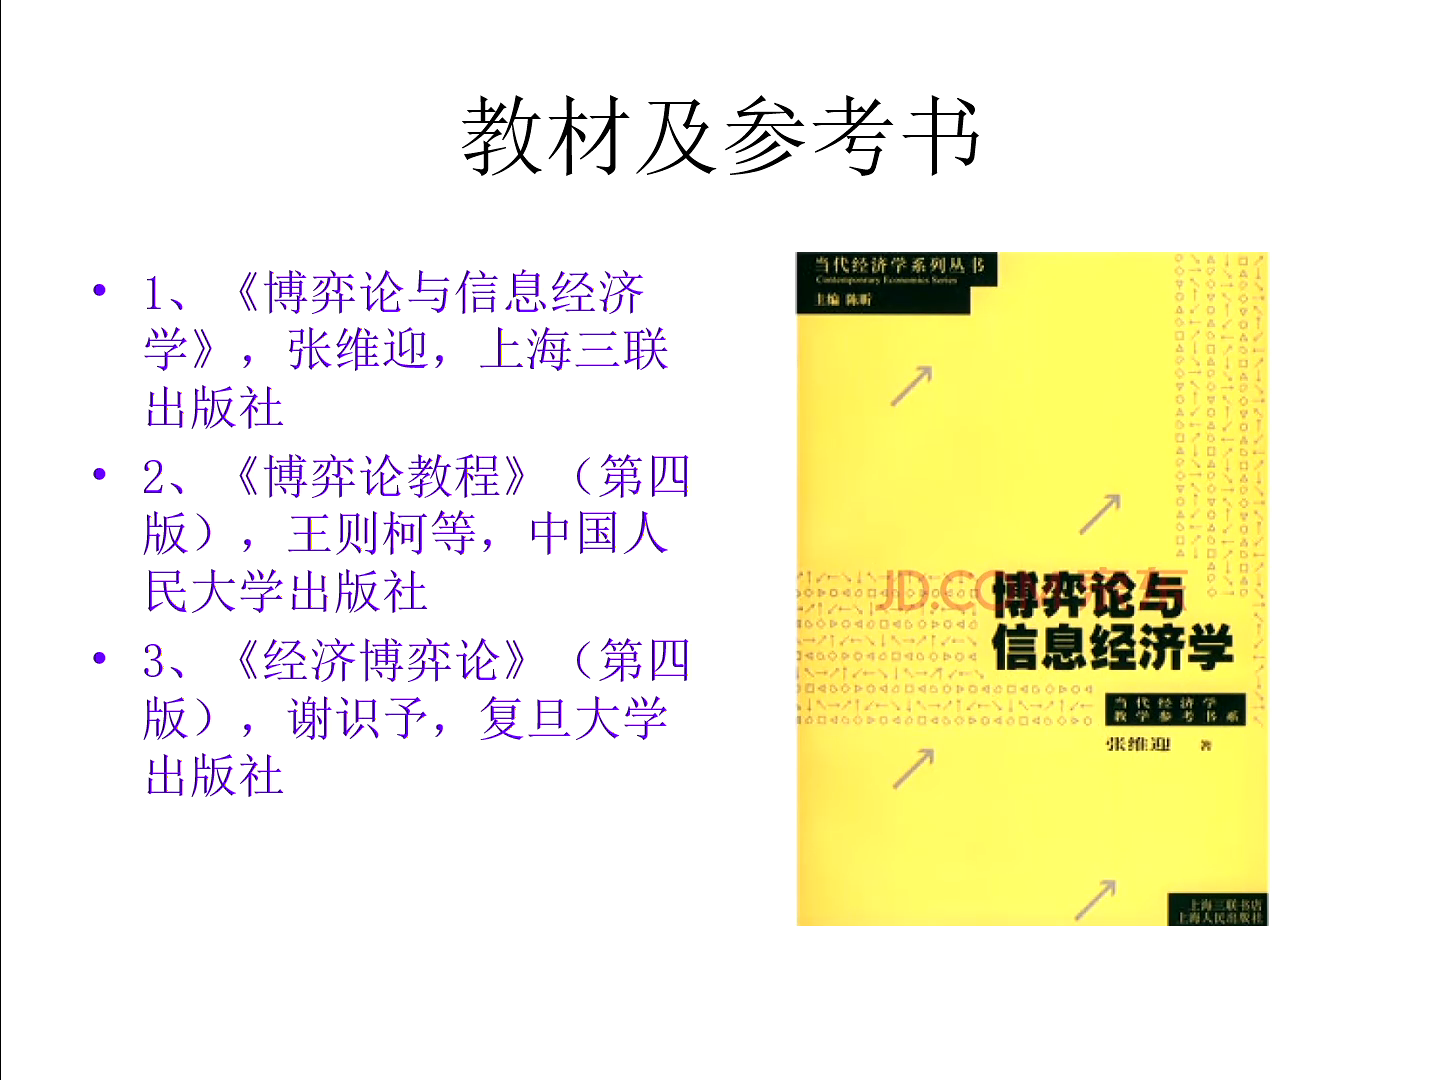 教材及参考书
• 1、《博弈论与信息经济
学》，张维迎，上海三联
出版社
• 2、《博弈论教程》（第四
版），王则柯等，中国人
民大学出版社
• 3、《经济博弈论》（第四
版），谢识予，复旦大学
出版社
当代经济学系列丛书
Contemporary Economics Series
主编 陈昕
JD.COM 京东
博弈论与
信息经济学
当代经济学
教学参考书系
张维迎 著
上海三联书店
上海人民出版社